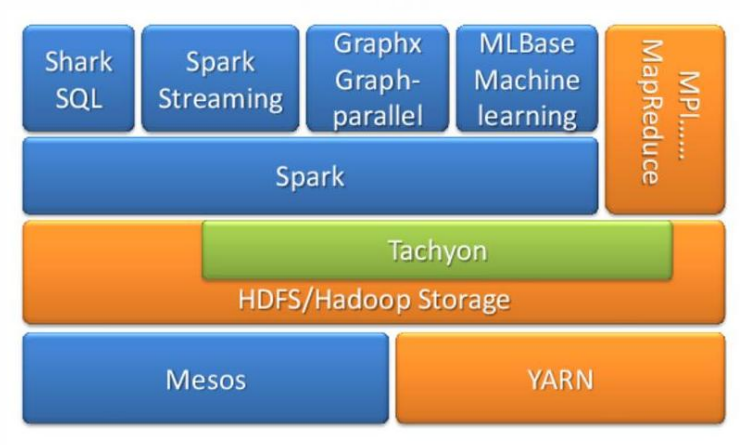 Shark
SQL
Spark
Streaming
Graphx
Graph-
parallel
MLBase
Machine
learning
MPI......
MapReduce
Spark
Tachyon
HDFS/Hadoop Storage
Mesos
YARN